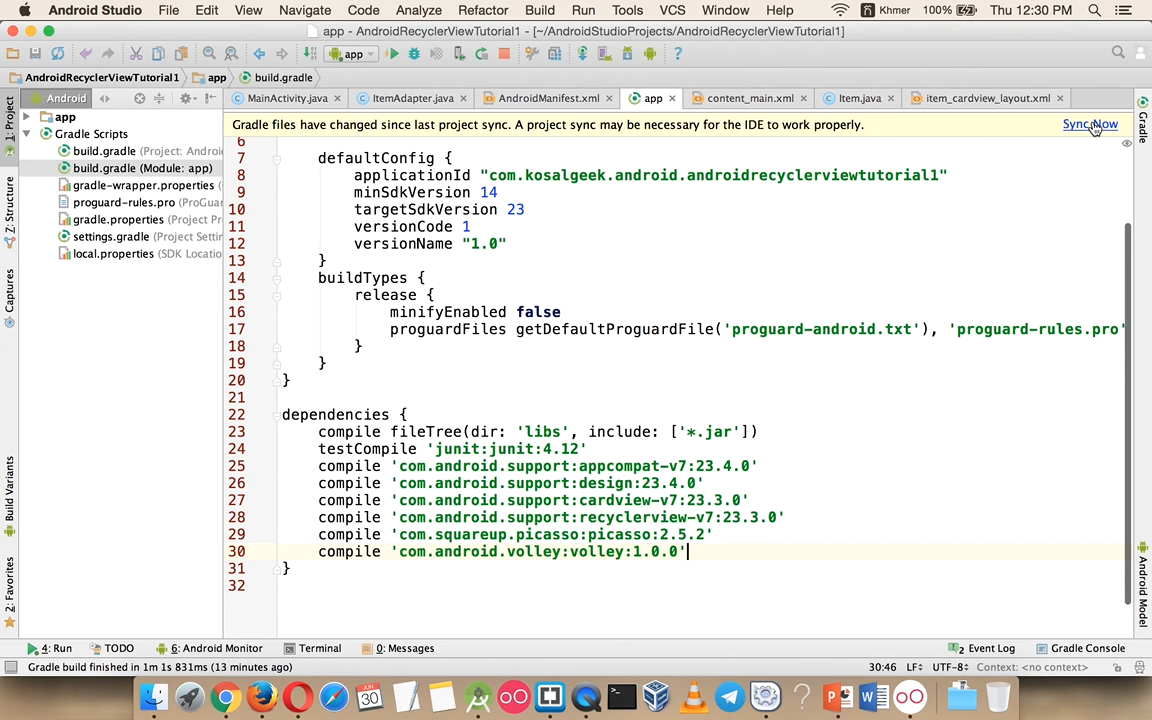 Android Studio File Edit View Navigate Code Analyze Refactor Build Run Tools VCS Window Help Khmer 100% Thu 12:30 PM
app - AndroidRecyclerViewTutorial1 - [~/AndroidStudioProjects/AndroidRecyclerViewTutorial1]
app
AndroidRecyclerViewTutorial1 app build.gradle
Android MainActivity.java ItemAdapter.java AndroidManifest.xml app content_main.xml Item.java item_cardview_layout.xml
Gradle files have changed since last project sync. A project sync may be necessary for the IDE to work properly. Sync Now
1: Project
Z: Structure
Captures
Build Variants
2: Favorites
app
Gradle Scripts
build.gradle (Project: Androi
build.gradle (Module: app)
gradle-wrapper.properties
proguard-rules.pro (ProGua
gradle.properties (Project Pr
settings.gradle (Project Settin
local.properties (SDK Locatio
6
7 defaultConfig {
8 applicationId "com.kosalgeek.android.androidrecyclerviewtutorial1"
9 minSdkVersion 14
10 targetSdkVersion 23
11 versionCode 1
12 versionName "1.0"
13 }
14 buildTypes {
15 release {
16 minifyEnabled false
17 proguardFiles getDefaultProguardFile('proguard-android.txt'), 'proguard-rules.pro'
18 }
19 }
20 }
21
22 dependencies {
23 compile fileTree(dir: 'libs', include: ['*.jar'])
24 testCompile 'junit:junit:4.12'
25 compile 'com.android.support:appcompat-v7:23.4.0'
26 compile 'com.android.support:design:23.4.0'
27 compile 'com.android.support:cardview-v7:23.3.0'
28 compile 'com.android.support:recyclerview-v7:23.3.0'
29 compile 'com.squareup.picasso:picasso:2.5.2'
30 compile 'com.android.volley:volley:1.0.0'
31 }
32
Gradle
Android Model
4: Run TODO 6: Android Monitor Terminal 0: Messages 2 Event Log Gradle Console
Gradle build finished in 1m 1s 831ms (13 minutes ago) 30:46 LF÷ UTF-8÷ Context: <no context>
JUN
30